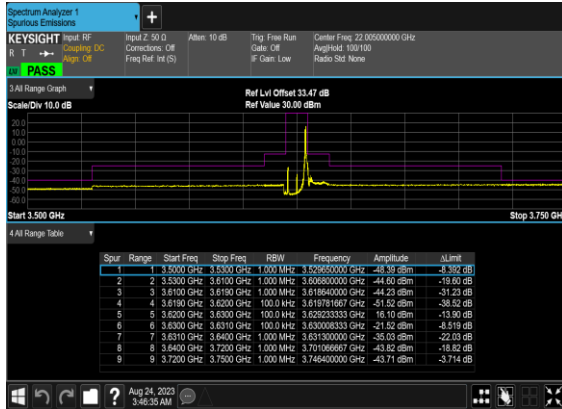 Spectrum Analyzer 1
Spurious Emissions
KEYSIGHT Input: RF Input Z: 50 Ω Atten: 10 dB Trig: Free Run Center Freq: 22.005000000 GHz
R T Coupling: DC Corrections: Off Gate: Off Avg|Hold: 100/100
Align: Off Freq Ref: Int (S) IF Gain: Low Radio Std: None
PASS
3 All Range Graph
Ref Lvl Offset 33.47 dB
Scale/Div 10.0 dB Ref Value 30.00 dBm
20.0
10.0
0.00
-10.0
-20.0
-30.0
-40.0
-50.0
-60.0
Start 3.500 GHz Stop 3.750 GH
4 All Range Table
Spur Range Start Freq Stop Freq RBW Frequency Amplitude ΔLimit
1 1 3.5000 GHz 3.5300 GHz 1.000 MHz 3.529650000 GHz -48.39 dBm -8.392 dB
2 2 3.5300 GHz 3.6100 GHz 1.000 MHz 3.606800000 GHz -44.60 dBm -19.60 dB
3 3 3.6100 GHz 3.6190 GHz 1.000 MHz 3.618640000 GHz -44.23 dBm -31.23 dB
4 4 3.6190 GHz 3.6200 GHz 100.0 kHz 3.619781667 GHz -51.52 dBm -38.52 dB
5 5 3.6200 GHz 3.6300 GHz 100.0 kHz 3.629233333 GHz 16.10 dBm -13.90 dB
6 6 3.6300 GHz 3.6310 GHz 100.0 kHz 3.630008333 GHz -21.52 dBm -8.519 dB
7 7 3.6310 GHz 3.6400 GHz 1.000 MHz 3.631300000 GHz -35.03 dBm -22.03 dB
8 8 3.6400 GHz 3.7200 GHz 1.000 MHz 3.701066667 GHz -43.82 dBm -18.82 dB
9 9 3.7200 GHz 3.7500 GHz 1.000 MHz 3.746400000 GHz -43.71 dBm -3.714 dB
Aug 24, 2023
3:46:35 AM